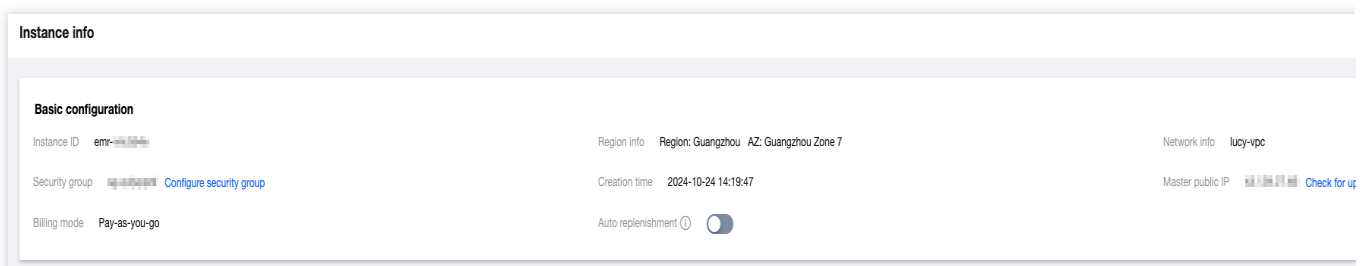 Instance info
Basic configuration
Instance ID emr-
Region info Region: Guangzhou AZ: Guangzhou Zone 7
Network info lucy-vpc
Security group Configure security group
Creation time 2024-10-24 14:19:47
Master public IP Check for up
Billing mode Pay-as-you-go
Auto replenishment